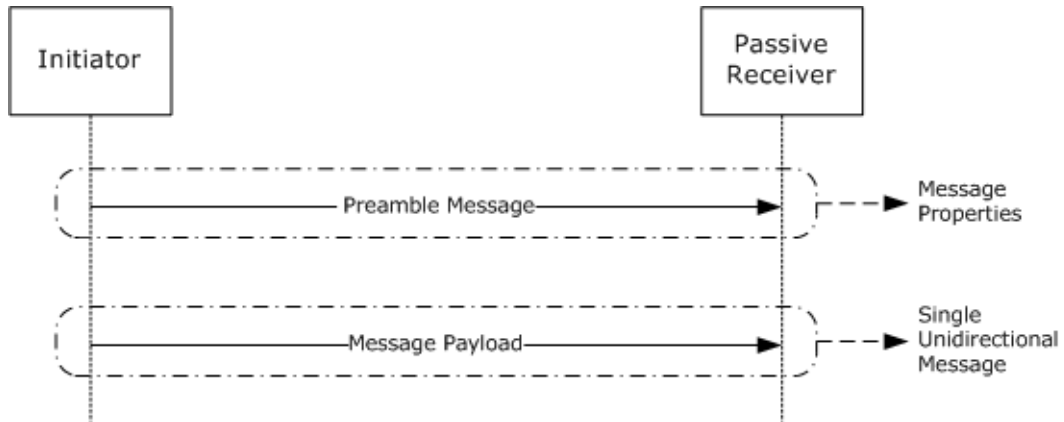 Initiator
Passive
Receiver
Preamble Message
Message
Properties
Message Payload
Single
Unidirectional
Message